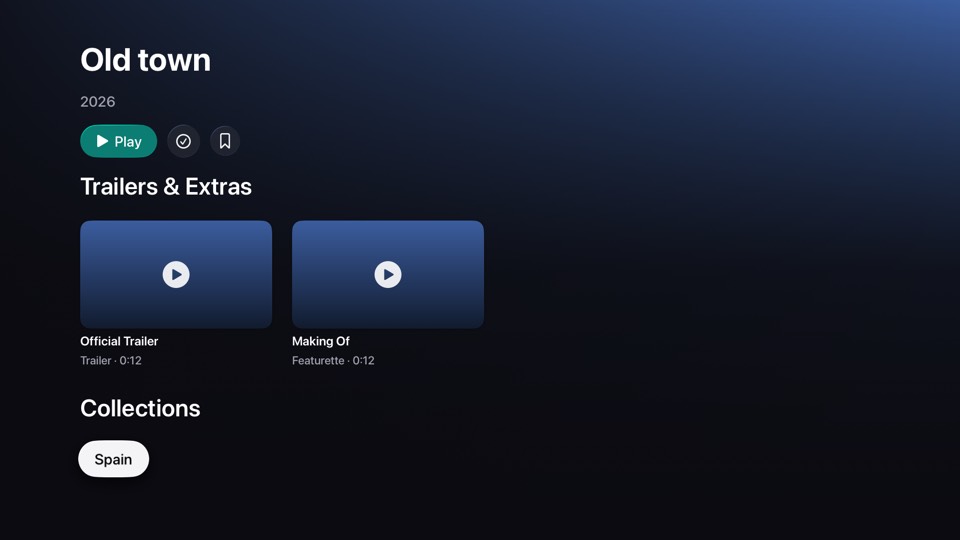 Old town
2026
Play
Trailers & Extras
Official Trailer
Trailer · 0:12
Making Of
Featurette · 0:12
Collections
Spain